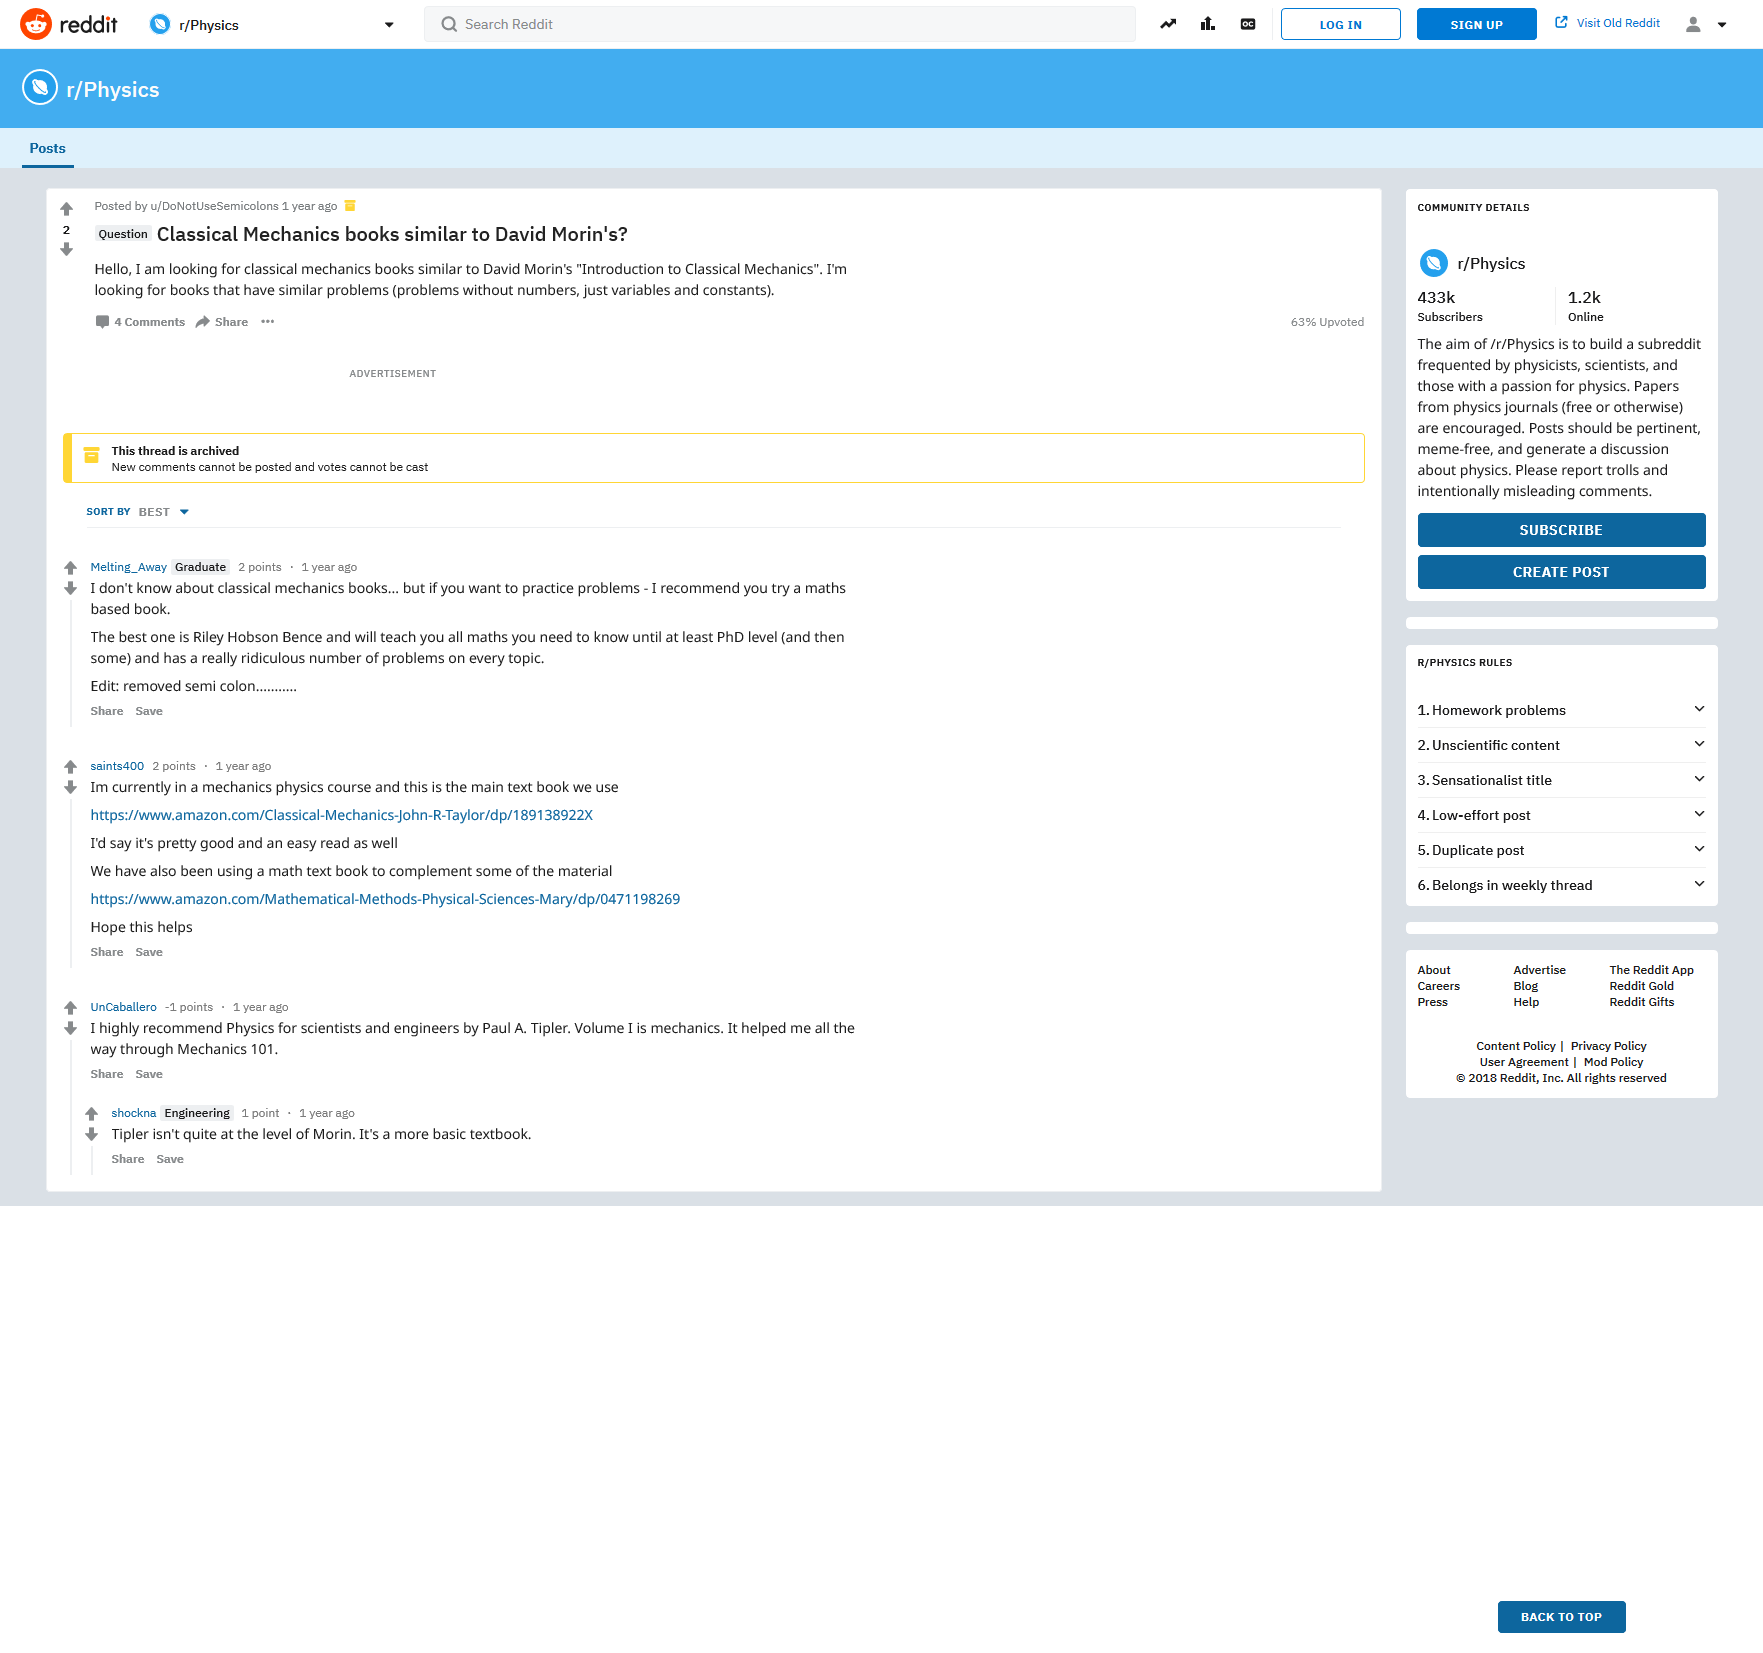 reddit
r/Physics
Search Reddit
OC
LOG IN
SIGN UP
Visit Old Reddit
r/Physics
Posts
Posted by u/DoNotUseSemicolons 1 year ago
2
Question Classical Mechanics books similar to David Morin's?
Hello, I am looking for classical mechanics books similar to David Morin's "Introduction to Classical Mechanics". I'm
looking for books that have similar problems (problems without numbers, just variables and constants).
4 Comments Share ···
63% Upvoted
ADVERTISEMENT
This thread is archived
New comments cannot be posted and votes cannot be cast
SORT BY BEST
Melting_Away Graduate 2 points · 1 year ago
I don't know about classical mechanics books... but if you want to practice problems - I recommend you try a maths
based book.
The best one is Riley Hobson Bence and will teach you all maths you need to know until at least PhD level (and then
some) and has a really ridiculous number of problems on every topic.
Edit: removed semi colon...........
Share Save
saints400 2 points · 1 year ago
Im currently in a mechanics physics course and this is the main text book we use
https://www.amazon.com/Classical-Mechanics-John-R-Taylor/dp/189138922X
I'd say it's pretty good and an easy read as well
We have also been using a math text book to complement some of the material
https://www.amazon.com/Mathematical-Methods-Physical-Sciences-Mary/dp/0471198269
Hope this helps
Share Save
UnCaballero -1 points · 1 year ago
I highly recommend Physics for scientists and engineers by Paul A. Tipler. Volume I is mechanics. It helped me all the
way through Mechanics 101.
Share Save
shockna Engineering 1 point · 1 year ago
Tipler isn't quite at the level of Morin. It's a more basic textbook.
Share Save
COMMUNITY DETAILS
r/Physics
433k
Subscribers
1.2k
Online
The aim of /r/Physics is to build a subreddit
frequented by physicists, scientists, and
those with a passion for physics. Papers
from physics journals (free or otherwise)
are encouraged. Posts should be pertinent,
meme-free, and generate a discussion
about physics. Please report trolls and
intentionally misleading comments.
SUBSCRIBE
CREATE POST
R/PHYSICS RULES
1. Homework problems
2. Unscientific content
3. Sensationalist title
4. Low-effort post
5. Duplicate post
6. Belongs in weekly thread
About Advertise The Reddit App
Careers Blog Reddit Gold
Press Help Reddit Gifts
Content Policy | Privacy Policy
User Agreement | Mod Policy
© 2018 Reddit, Inc. All rights reserved
BACK TO TOP